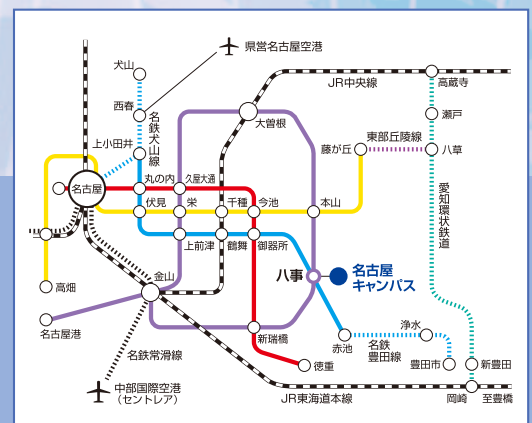 県営名古屋空港
犬山
JR中央線
高蔵寺
西春
名鉄犬山線
大曽根
瀬戸
上小田井
藤が丘
東部丘陵線
八草
丸の内
久屋大通
名古屋
伏見
栄
千種
今池
本山
愛知環状鉄道
上前津
鶴舞
御器所
八事
名古屋
キャンパス
金山
高畑
名古屋港
新瑞橋
浄水
赤池
名鉄
豊田線
名鉄常滑線
徳重
豊田市
新豊田
中部国際空港
(セントレア)
JR東海道本線
岡崎
至豊橋